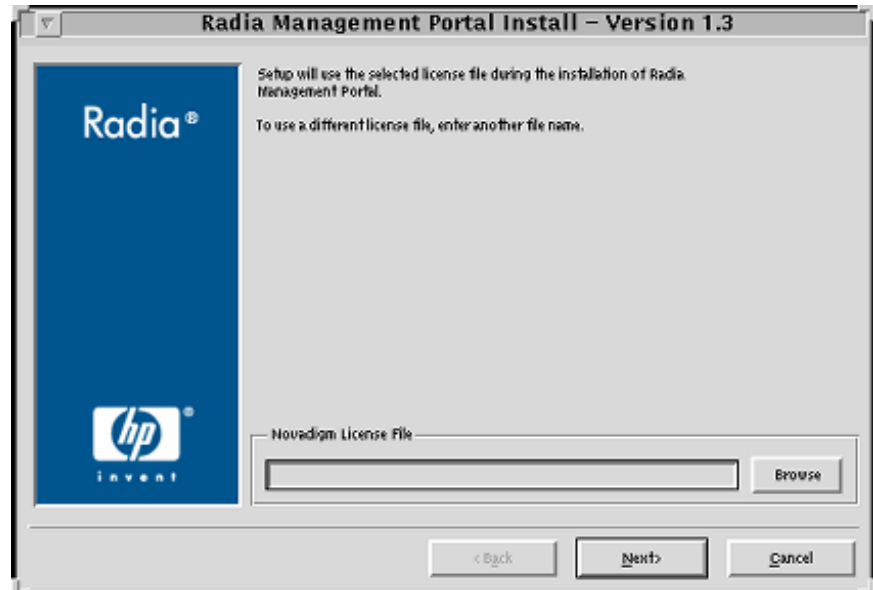 Radia Management Portal Install – Version 1.3
Radia®
Setup will use the selected license file during the installation of Radia
Management Portal.
To use a different license file, enter another file name.
hp®
invent
Novadigm License File
Browse
<Back
Next>
Cancel